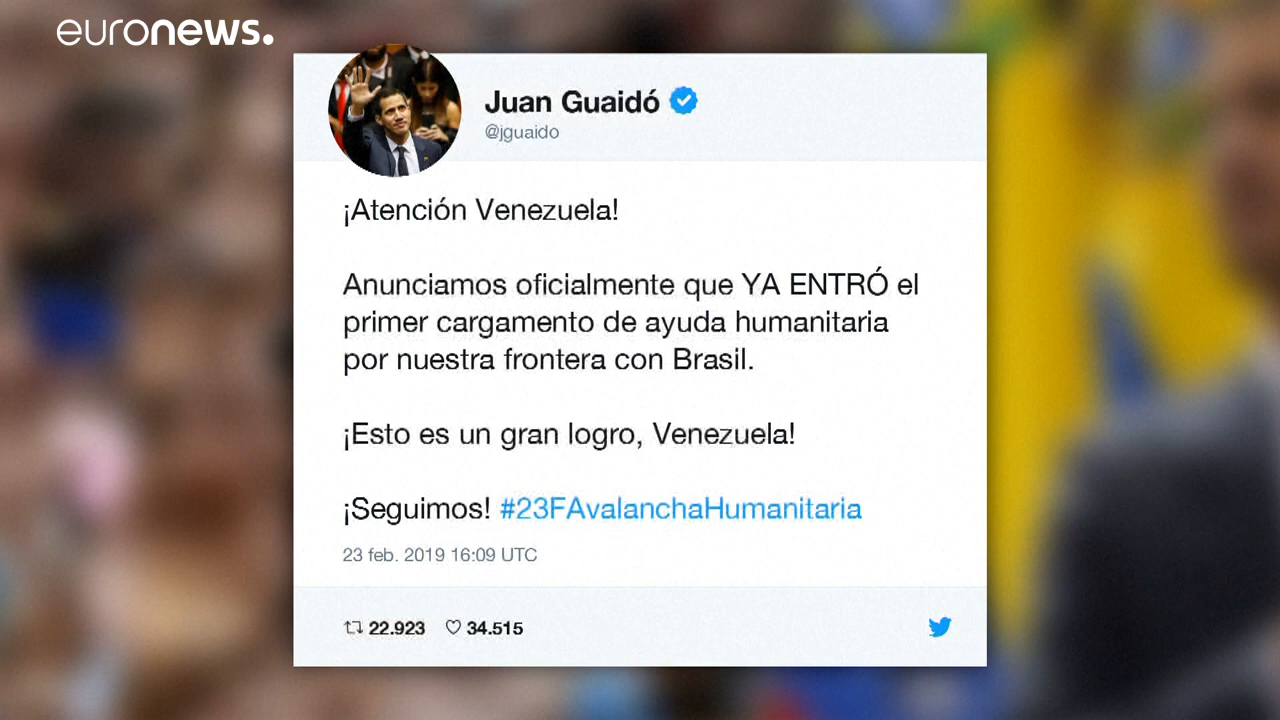 euronews.
Juan Guaidó
@jguaido
¡Atención Venezuela!
Anunciamos oficialmente que YA ENTRÓ el
primer cargamento de ayuda humanitaria
por nuestra frontera con Brasil.
¡Esto es un gran logro, Venezuela!
¡Seguimos! #23FAvalanchaHumanitaria
23 feb. 2019 16:09 UTC
22.923 34.515